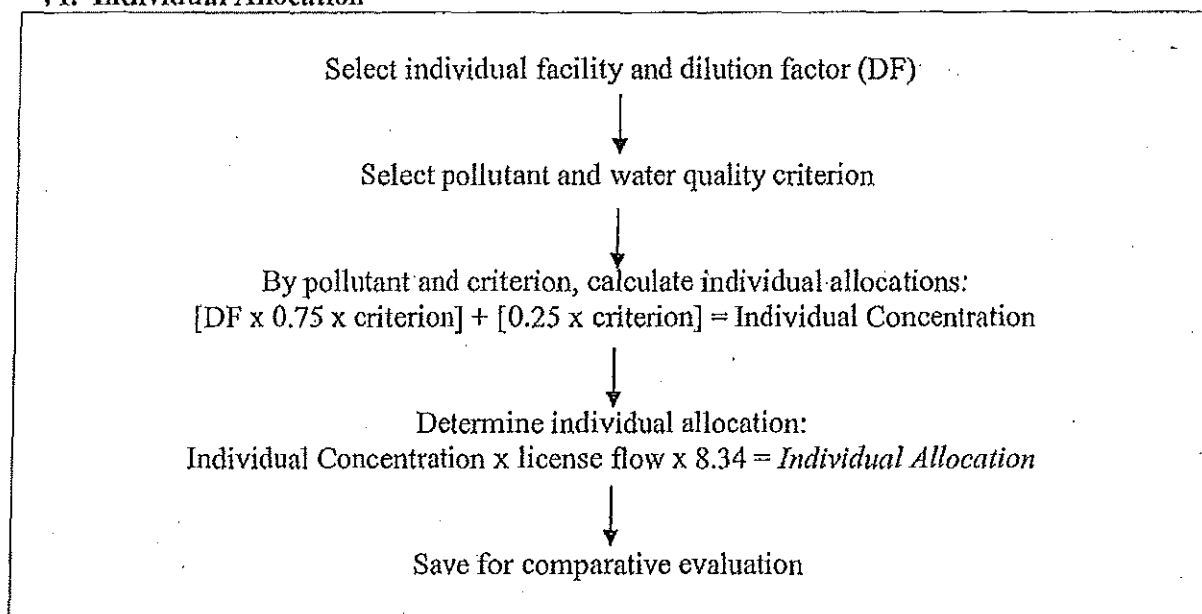 Individual Allocation
Select individual facility and dilution factor (DF)
Select pollutant and water quality criterion
By pollutant and criterion, calculate individual allocations:
[DF x 0.75 x criterion] + [0.25 x criterion] = Individual Concentration
Determine individual allocation:
Individual Concentration x license flow x 8.34 = Individual Allocation
Save for comparative evaluation